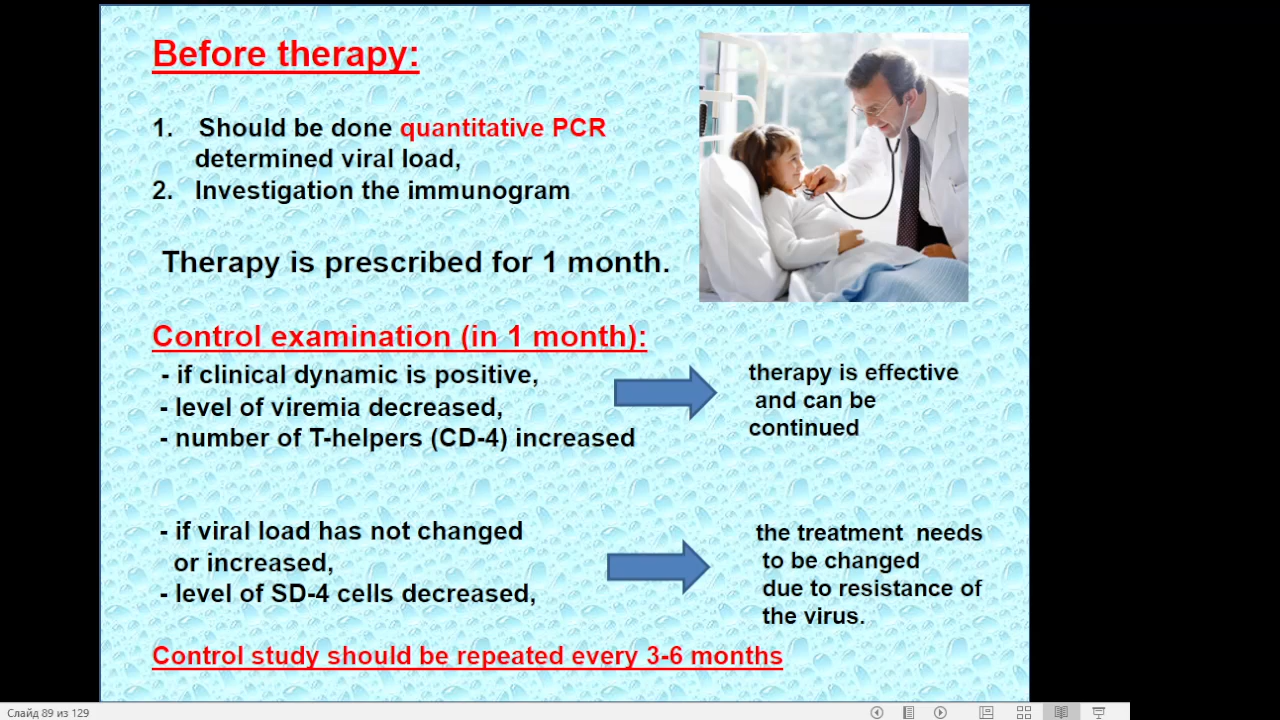 Before therapy:
1. Should be done quantitative PCR
determined viral load,
2. Investigation the immunogram
Therapy is prescribed for 1 month.
Control examination (in 1 month):
- if clinical dynamic is positive,
- level of viremia decreased,
- number of T-helpers (CD-4) increased
therapy is effective
and can be
continued
- if viral load has not changed
or increased,
- level of SD-4 cells decreased,
the treatment needs
to be changed
due to resistance of
the virus.
Control study should be repeated every 3-6 months
Слайд 89 из 129